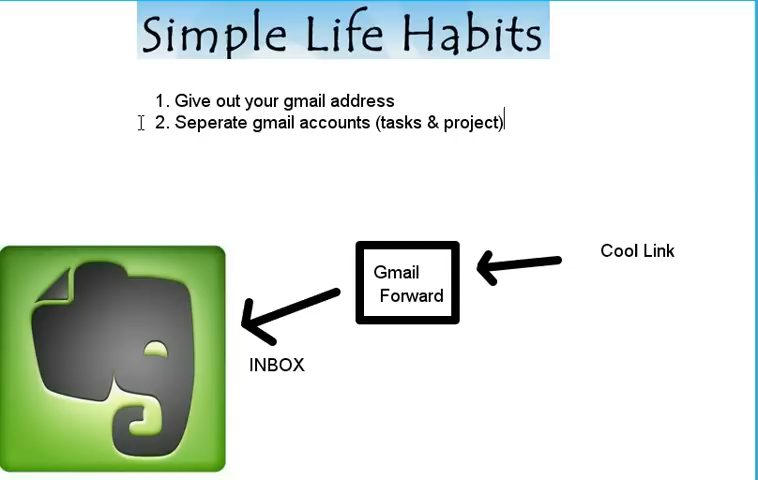 Simple Life Habits
1. Give out your gmail address
2. Seperate gmail accounts (tasks & project)
Cool Link
Gmail
Forward
INBOX